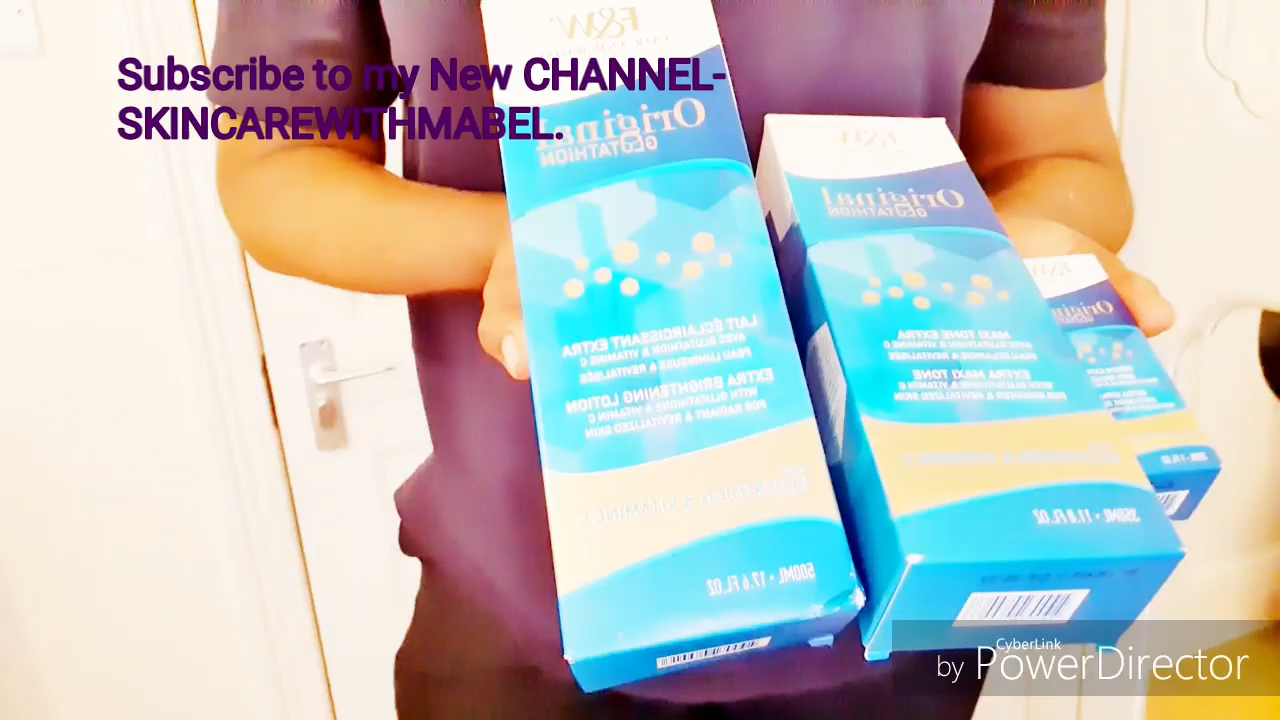 Subscribe to my New CHANNEL-
SKINCAREWITHMABEL.
F&W
Original
GLUTATHION
LAIT ÉCLAIRCISSANT EXTRA
AVEC GLUTATHION & VITAMINE C
PEAU LUMINEUSE & REVITALISÉE
EXTRA BRIGHTENING LOTION
WITH GLUTATHIONE & VITAMIN C
FOR RADIANT & REVITALIZED SKIN
500ML • 17.6 FL.OZ
F&W
Original
GLUTATHION
MAXI TONE EXTRA
AVEC GLUTATHION & VITAMINE C
EXTRA MAXI TONE
WITH GLUTATHIONE & VITAMIN C
350ML • 11.8 FL.OZ
F&W
Original
by CyberLink
PowerDirector